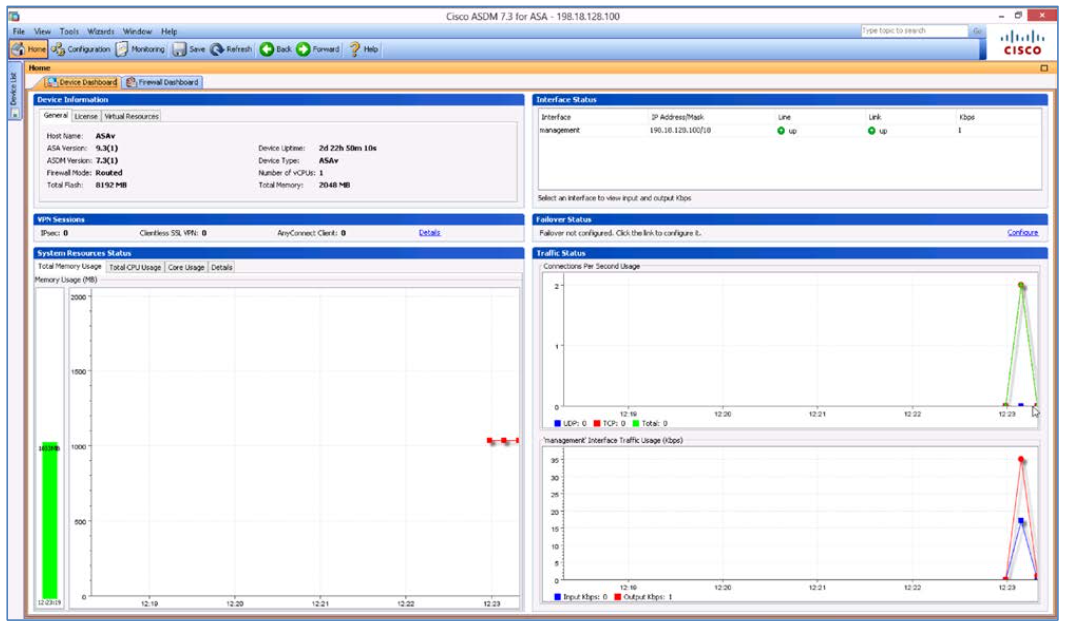 Cisco ASDM 7.3 for ASA - 198.18.128.100
File View Tools Wizards Window Help
Type topic to search Go
Home Configuration Monitoring Save Refresh Back Forward Help
CISCO
Device List
Home
Device Dashboard Firewall Dashboard
Device Information
General License Virtual Resources
Host Name: ASAv
ASA Version: 9.3(1) Device Uptime: 2d 22h 50m 10s
ASDM Version: 7.3(1) Device Type: ASAv
Firewall Mode: Routed Number of vCPUs: 1
Total Flash: 8192 MB Total Memory: 2048 MB
Interface Status
Interface IP Address/Mask Line Link Kbps
management 198.18.128.100/18 up up 1
Select an interface to view input and output Kbps
VPN Sessions
IPsec: 0 Clientless SSL VPN: 0 AnyConnect Client: 0 Details
Failover Status
Failover not configured. Click the link to configure it. Configure
System Resources Status
Total Memory Usage Total CPU Usage Core Usage Details
Memory Usage (MB)
2000
1500
1000
500
0
12:19 12:20 12:21 12:22 12:23
Traffic Status
Connections Per Second Usage
2
1
0
12:19 12:20 12:21 12:22 12:23
UDP: 0 TCP: 0 Total: 0
'management' Interface Traffic Usage (Kbps)
35
30
25
20
15
10
5
0
12:19 12:20 12:21 12:22 12:23
Input Kbps: 0 Output Kbps: 1